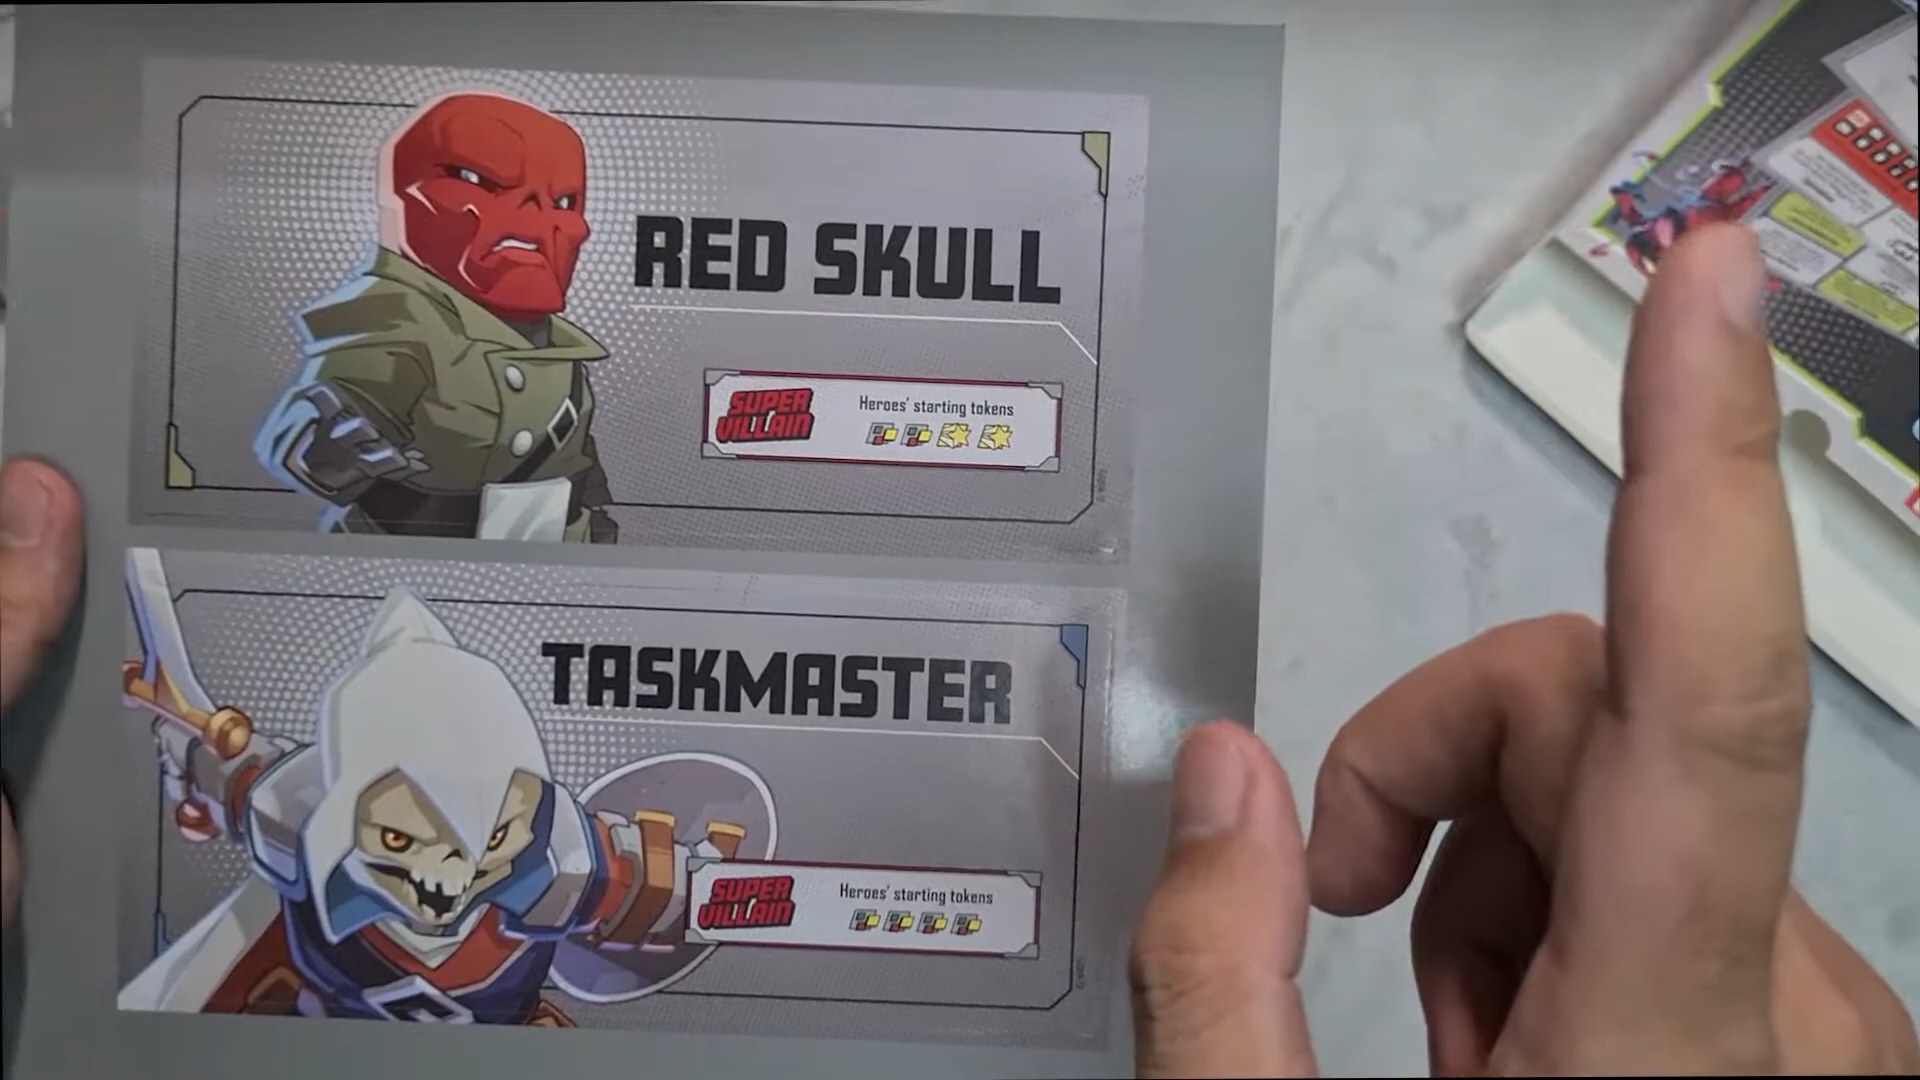 RED SKULL
SUPER
VILLAIN
Heroes' starting tokens
TASKMASTER
SUPER
VILLAIN
Heroes' starting tokens